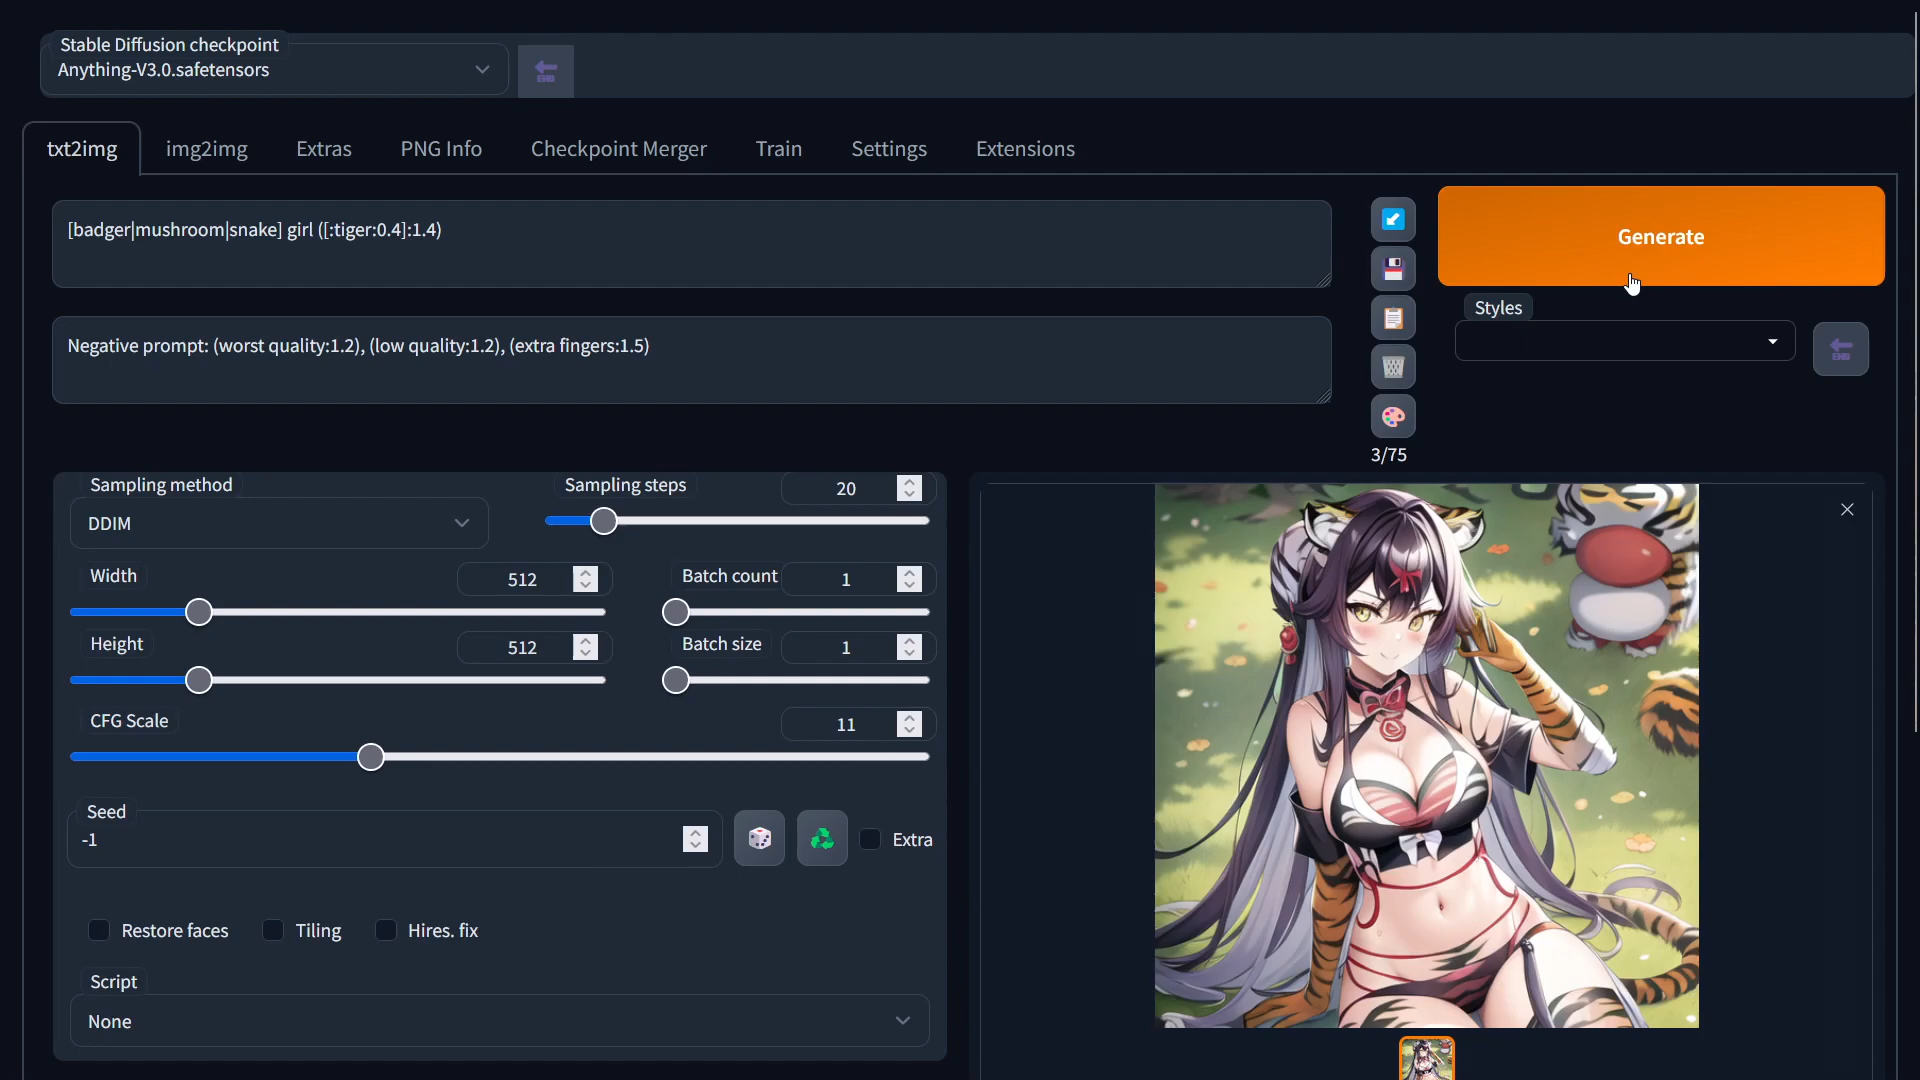 Stable Diffusion checkpoint
Anything-V3.0.safetensors
END
txt2img
img2img
Extras
PNG Info
Checkpoint Merger
Train
Settings
Extensions
[badger|mushroom|snake] girl ([:tiger:0.4]:1.4)
Generate
Styles
END
Negative prompt: (worst quality:1.2), (low quality:1.2), (extra fingers:1.5)
3/75
Sampling method
DDIM
Sampling steps
20
Width
512
Batch count
1
Height
512
Batch size
1
CFG Scale
11
Seed
-1
Extra
Restore faces
Tiling
Hires. fix
Script
None